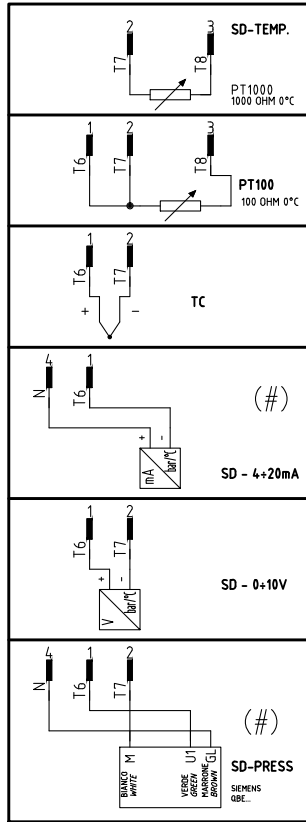 2 3 SD-TEMP.
T7 T8
PT1000
1000 OHM 0°C
1 2 3
T6 T7 T8
PT100
100 OHM 0°C
1 2
T6 T7
+ - TC
4 1
N T6
(#)
+ -
mA bar/°C
SD - 4÷20mA
1 2
T6 T7
+ -
V bar/°C
SD - 0÷10V
4 1 2
N T6 T7
(#)
M U1 GL
BIANCO WHITE VERDE GREEN MARRONE BROWN
SD-PRESS
SIEMENS
QBE...